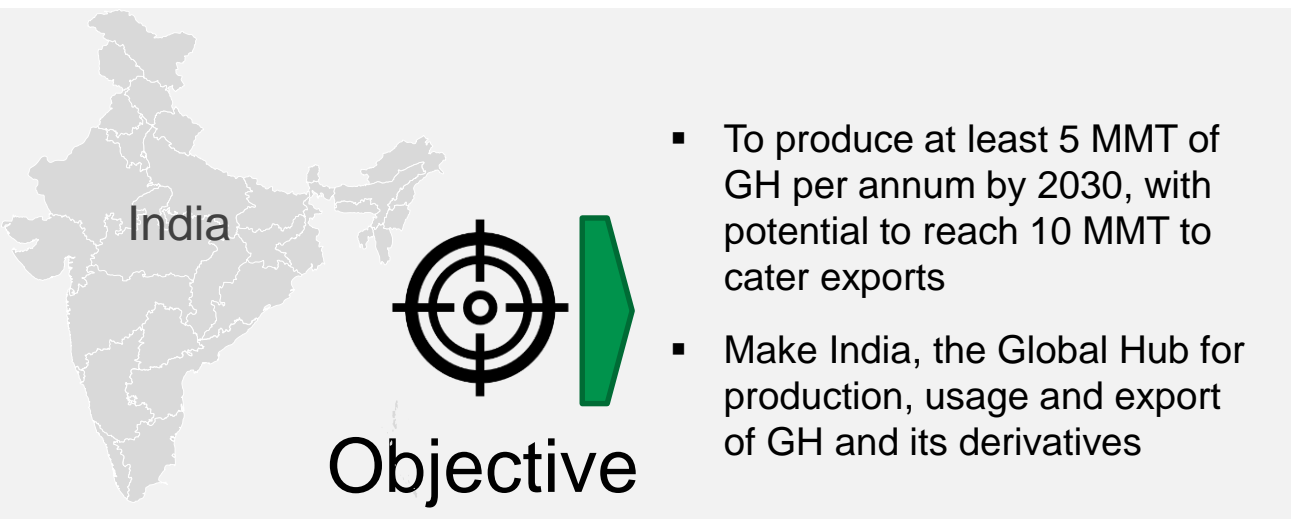 India
Objective
▪ To produce at least 5 MMT of
GH per annum by 2030, with
potential to reach 10 MMT to
cater exports
▪ Make India, the Global Hub for
production, usage and export
of GH and its derivatives